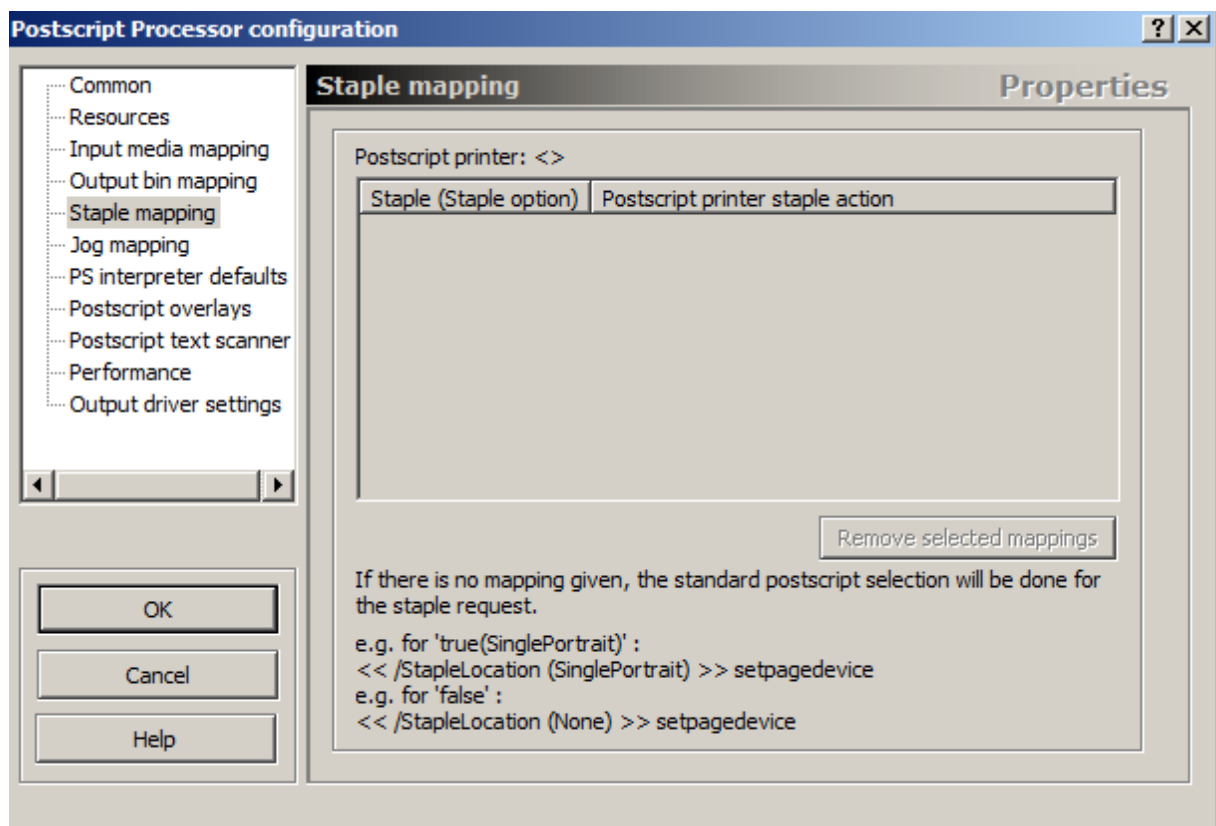 Postscript Processor configuration
Common
Resources
Input media mapping
Output bin mapping
Staple mapping
Jog mapping
PS interpreter defaults
Postscript overlays
Postscript text scanner
Performance
Output driver settings
OK
Cancel
Help
Staple mapping Properties
Postscript printer: <>
Staple (Staple option) Postscript printer staple action
Remove selected mappings
If there is no mapping given, the standard postscript selection will be done for
the staple request.
e.g. for 'true(SinglePortrait)' :
<< /StapleLocation (SinglePortrait) >> setpagedevice
e.g. for 'false' :
<< /StapleLocation (None) >> setpagedevice